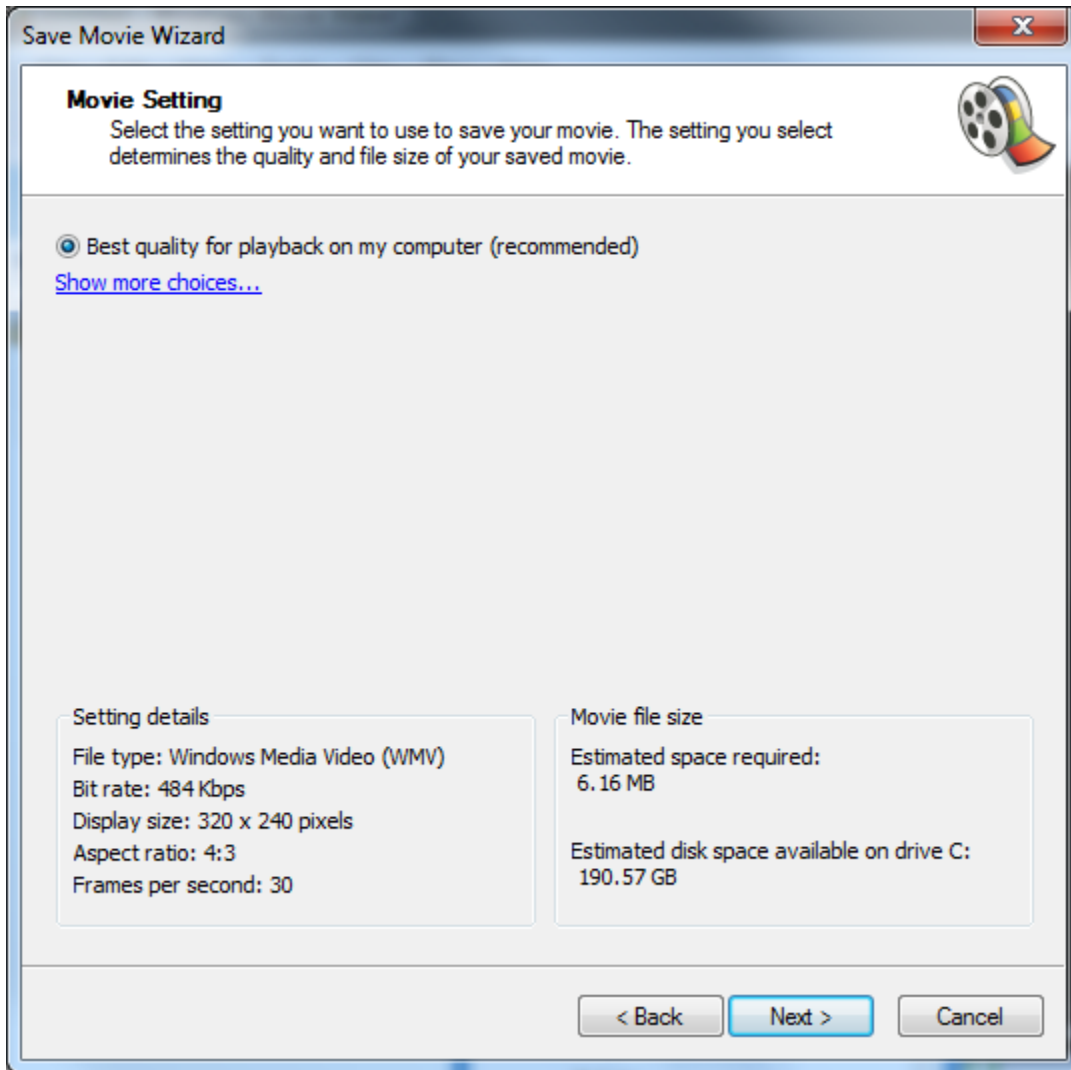 Save Movie Wizard
x
Movie Setting
Select the setting you want to use to save your movie. The setting you select
determines the quality and file size of your saved movie.
Best quality for playback on my computer (recommended)
Show more choices...
Setting details
File type: Windows Media Video (WMV)
Bit rate: 484 Kbps
Display size: 320 x 240 pixels
Aspect ratio: 4:3
Frames per second: 30
Movie file size
Estimated space required:
6.16 MB
Estimated disk space available on drive C:
190.57 GB
< Back
Next >
Cancel